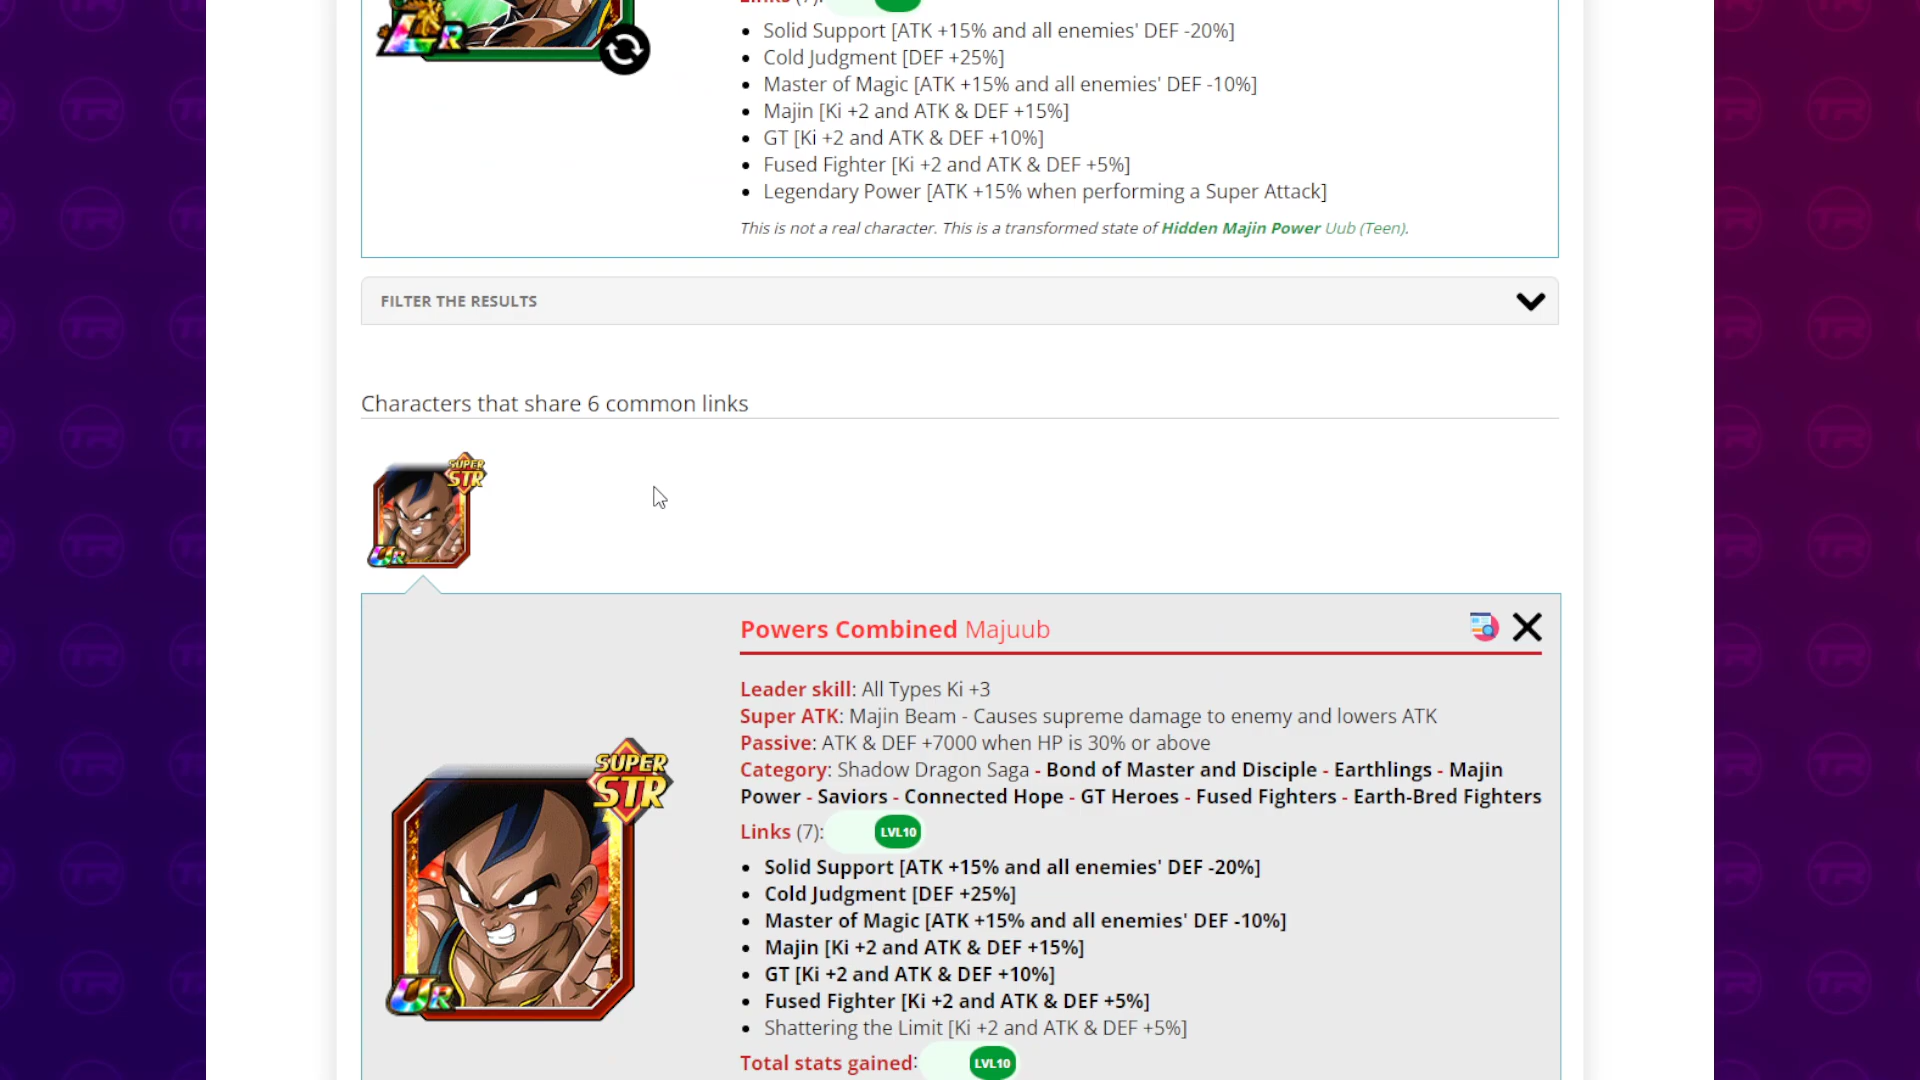 Links (7):
LR
• Solid Support [ATK +15% and all enemies' DEF -20%]
• Cold Judgment [DEF +25%]
• Master of Magic [ATK +15% and all enemies' DEF -10%]
• Majin [Ki +2 and ATK & DEF +15%]
• GT [Ki +2 and ATK & DEF +10%]
• Fused Fighter [Ki +2 and ATK & DEF +5%]
• Legendary Power [ATK +15% when performing a Super Attack]
This is not a real character. This is a transformed state of Hidden Majin Power Uub (Teen).
FILTER THE RESULTS
Characters that share 6 common links
SUPER
STR
UR
Powers Combined Majuub
Leader skill: All Types Ki +3
Super ATK: Majin Beam - Causes supreme damage to enemy and lowers ATK
Passive: ATK & DEF +7000 when HP is 30% or above
Category: Shadow Dragon Saga - Bond of Master and Disciple - Earthlings - Majin
Power - Saviors - Connected Hope - GT Heroes - Fused Fighters - Earth-Bred Fighters
Links (7): LVL10
SUPER
STR
UR
• Solid Support [ATK +15% and all enemies' DEF -20%]
• Cold Judgment [DEF +25%]
• Master of Magic [ATK +15% and all enemies' DEF -10%]
• Majin [Ki +2 and ATK & DEF +15%]
• GT [Ki +2 and ATK & DEF +10%]
• Fused Fighter [Ki +2 and ATK & DEF +5%]
• Shattering the Limit [Ki +2 and ATK & DEF +5%]
Total stats gained: LVL10